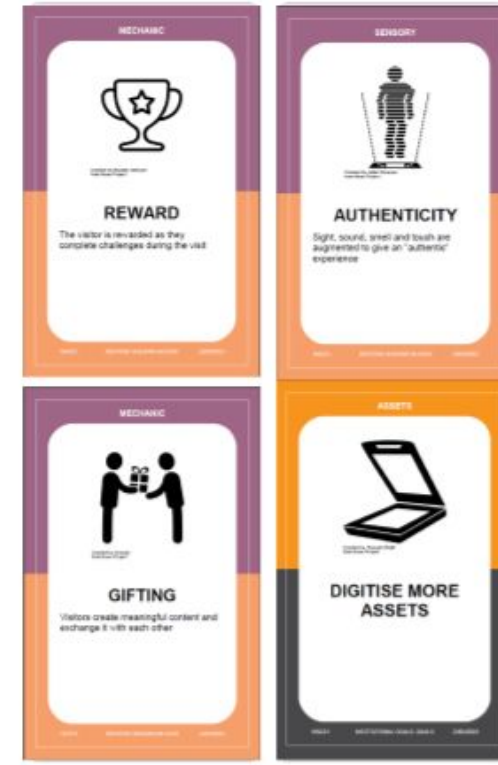 MECHANIC
REWARD
The visitor is rewarded as they
complete challenges during the visit
SENSORY
AUTHENTICITY
Sight, sound, smell and touch are
augmented to give an "authentic"
experience
MECHANIC
GIFTING
Visitors create meaningful content and
exchange it with each other
ASSETS
DIGITISE MORE
ASSETS